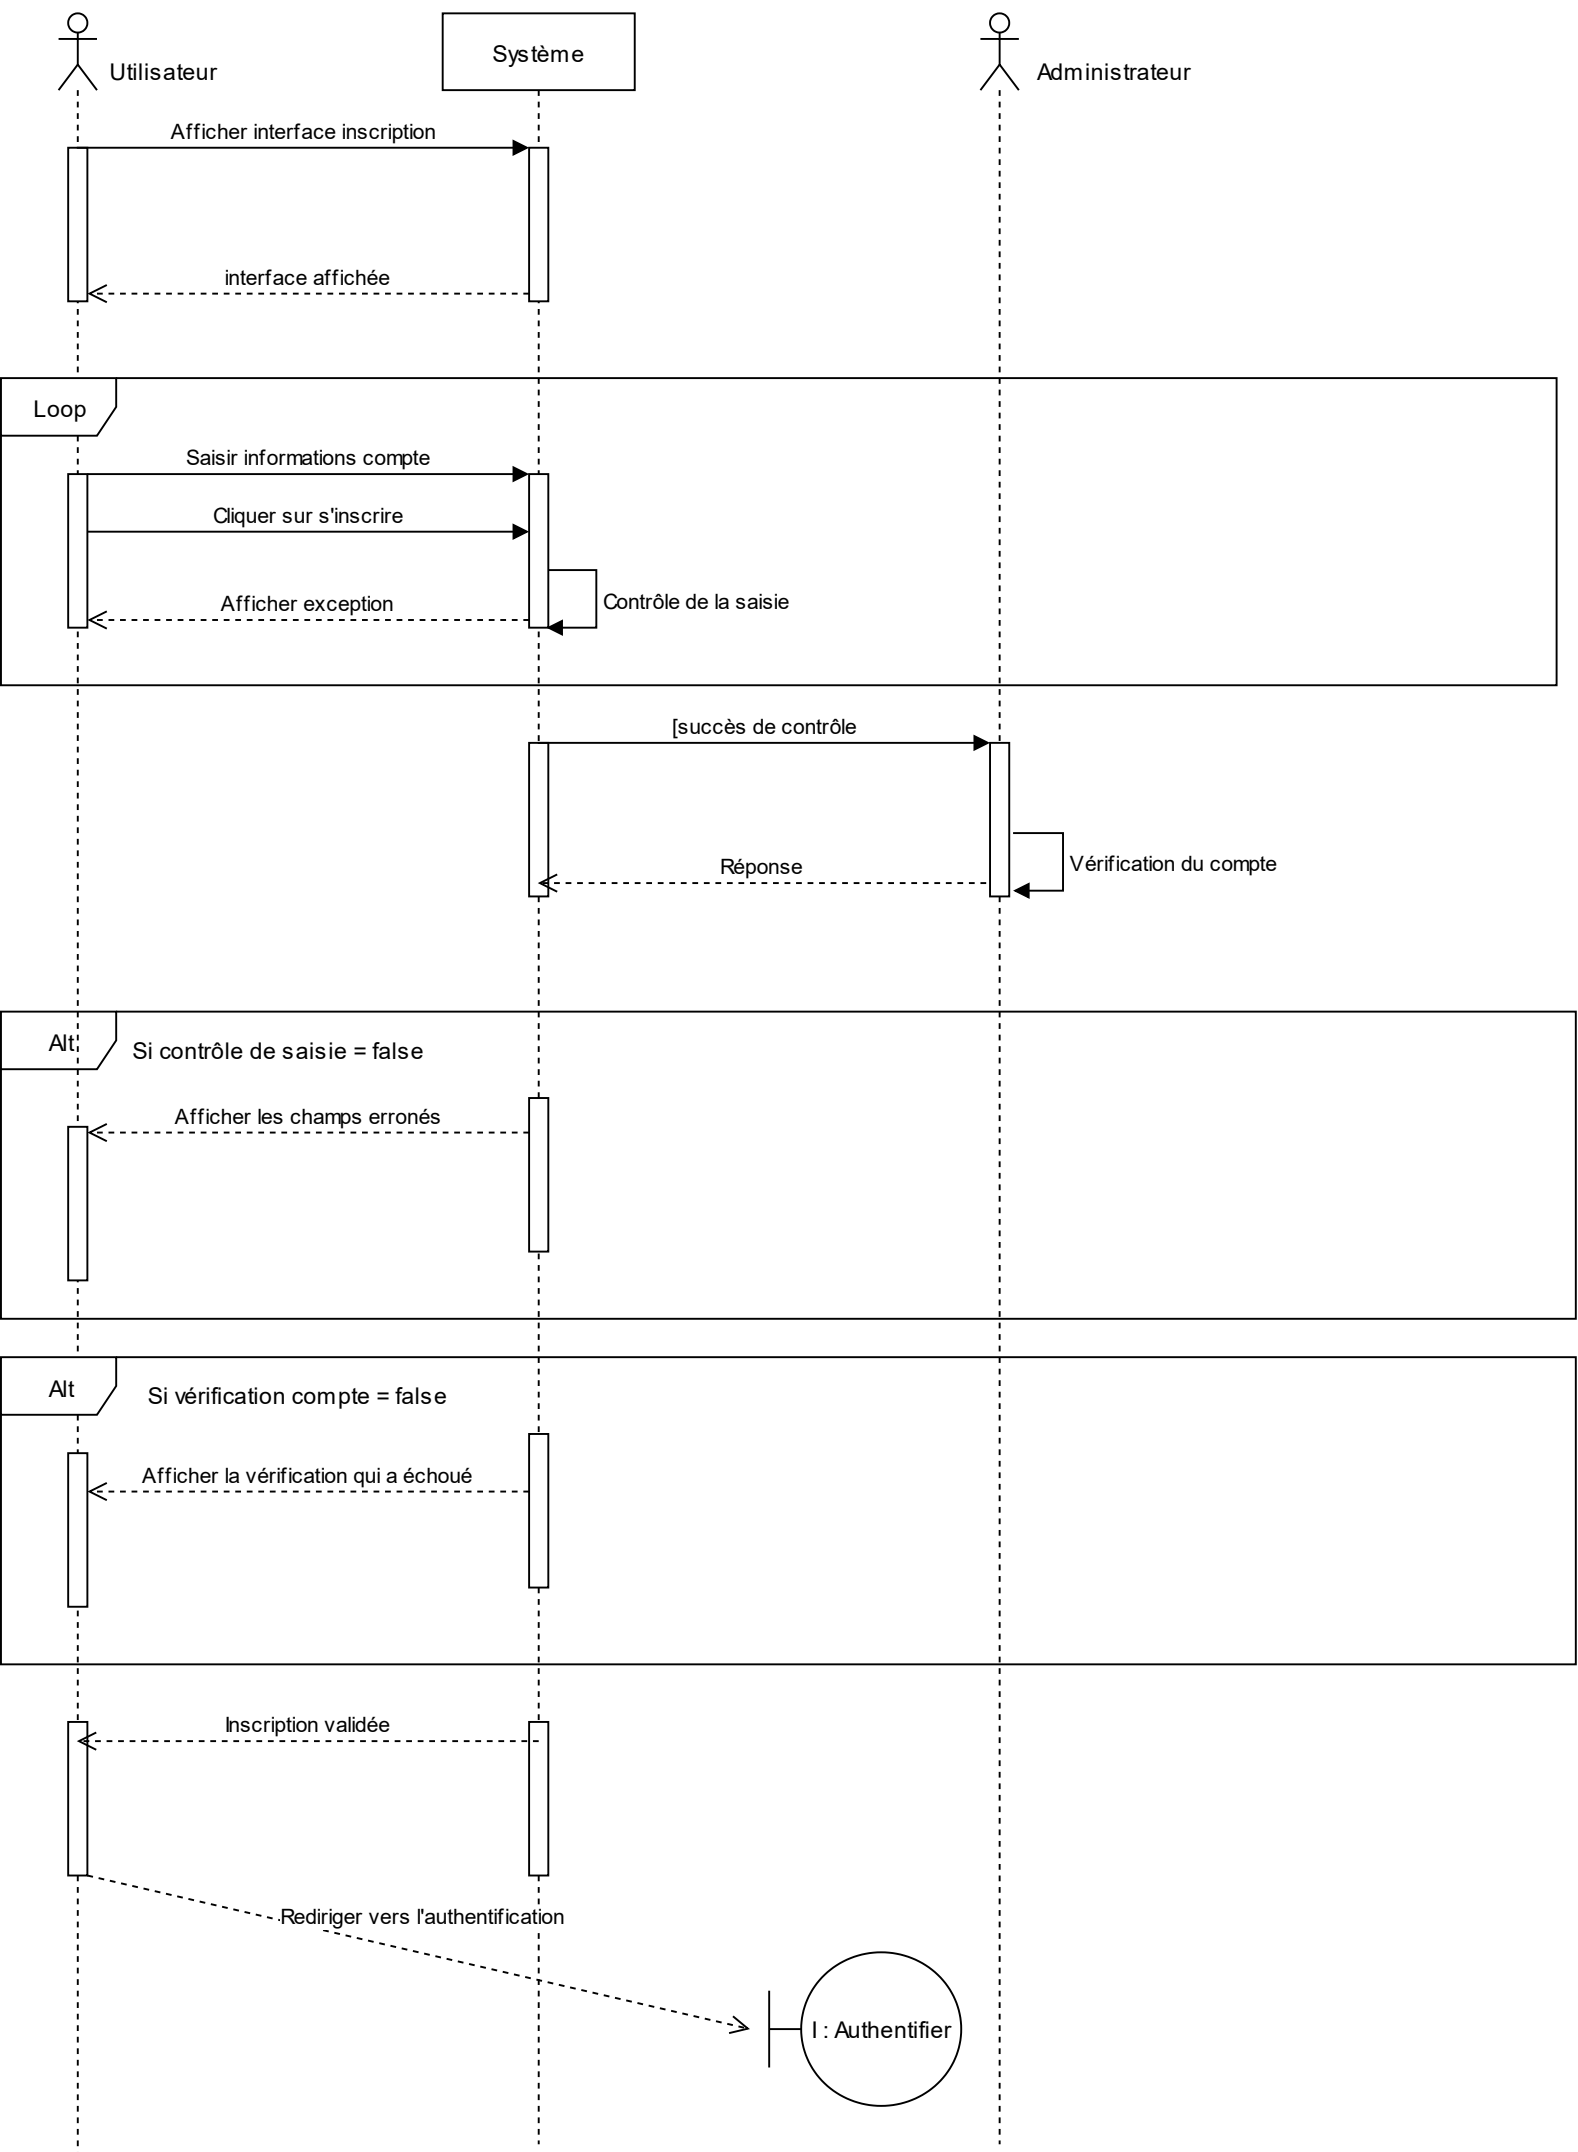 Utilisateur
Système
Administrateur
Afficher interface inscription
interface affichée
Loop
Saisir informations compte
Cliquer sur s'inscrire
Afficher exception
Contrôle de la saisie
[succès de contrôle
Vérification du compte
Réponse
Alt
Si contrôle de saisie = false
Afficher les champs erronés
Alt
Si vérification compte = false
Afficher la vérification qui a échoué
Inscription validée
Rediriger vers l'authentification
I : Authentifier